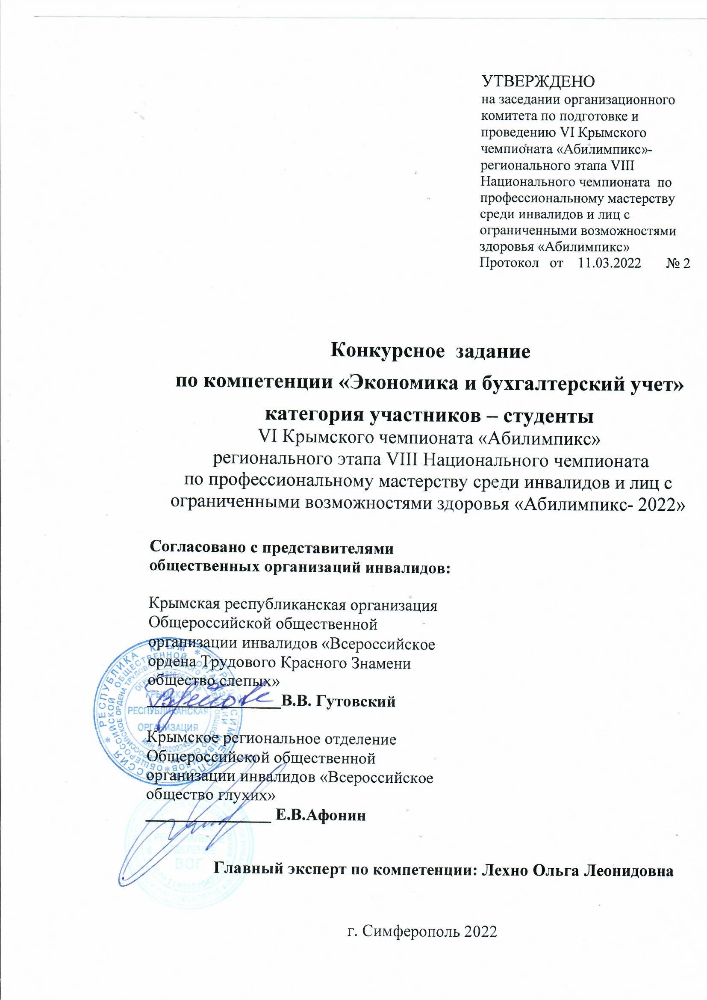 УТВЕРЖДЕНО
на заседании организационного
комитета по подготовке и
проведению VI Крымского
чемпионата «Абилимпикс»-
регионального этапа VIII
Национального чемпионата по
профессиональному мастерству
среди инвалидов и лиц с
ограниченными возможностями
здоровья «Абилимпикс»
Протокол от 11.03.2022 № 2
Конкурсное задание
по компетенции «Экономика и бухгалтерский учет»
категория участников – студенты
VI Крымского чемпионата «Абилимпикс»
регионального этапа VIII Национального чемпионата
по профессиональному мастерству среди инвалидов и лиц с
ограниченными возможностями здоровья «Абилимпикс- 2022»
Согласовано с представителями
общественных организаций инвалидов:
Крымская республиканская организация
Общероссийской общественной
организации инвалидов «Всероссийское
ордена Трудового Красного Знамени
общество слепых»
В.В. Гутовский
КРЫМСКАЯ
РЕСПУБЛИКАНСКАЯ
ОРГАНИЗАЦИЯ
Крымское региональное отделение
Общероссийской общественной
организации инвалидов «Всероссийское
общество глухих»
Е.В.Афонин
ОТДЕЛЕНИЕ
ВОГ
Главный эксперт по компетенции: Лехно Ольга Леонидовна
г. Симферополь 2022